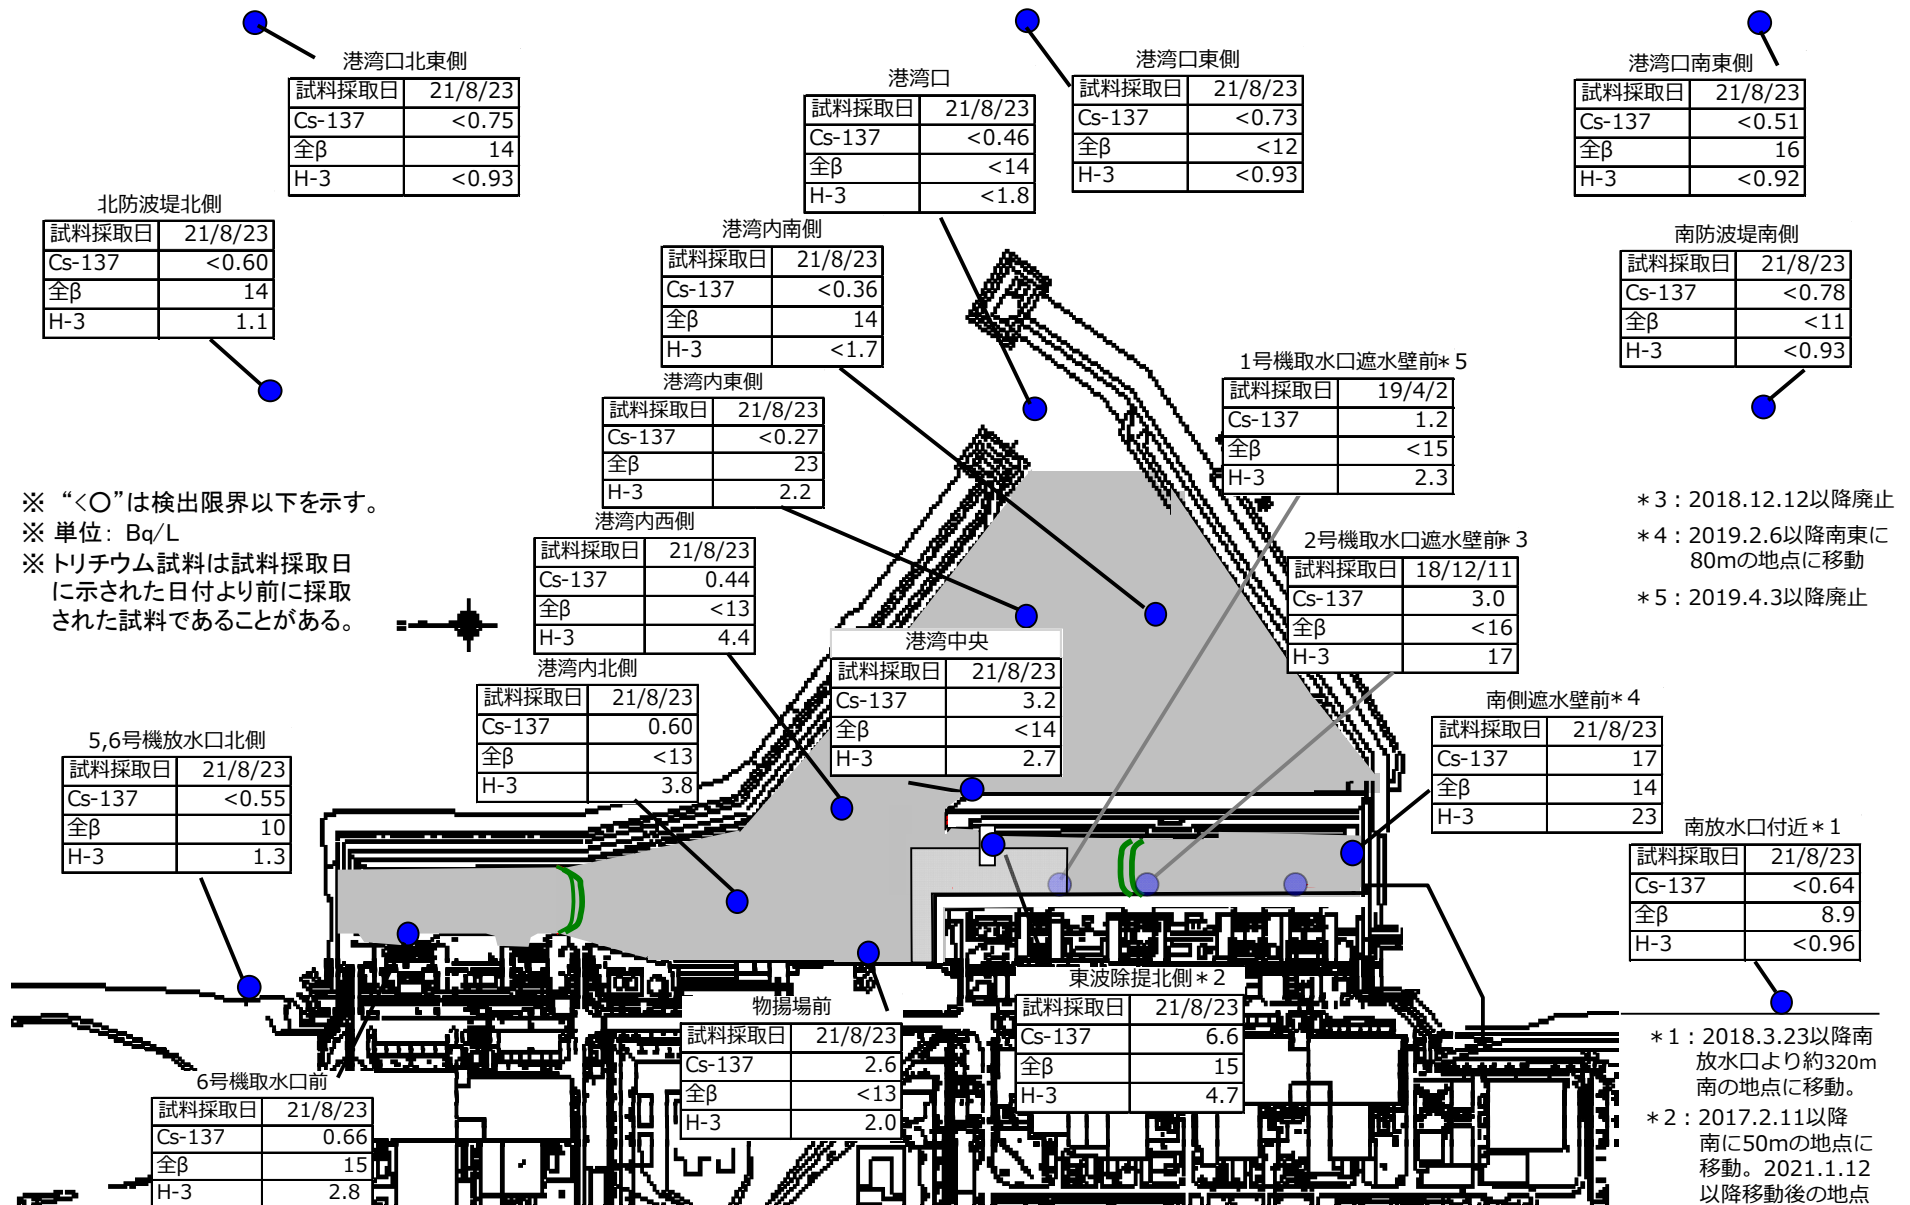 港湾口北東側
試料採取日 21/8/23
Cs-137 <0.75
全β 14
H-3 <0.93
港湾口
試料採取日 21/8/23
Cs-137 <0.46
全β <14
H-3 <1.8
港湾口東側
試料採取日 21/8/23
Cs-137 <0.73
全β <12
H-3 <0.93
港湾口南東側
試料採取日 21/8/23
Cs-137 <0.51
全β 16
H-3 <0.92
北防波堤北側
試料採取日 21/8/23
Cs-137 <0.60
全β 14
H-3 1.1
港湾内南側
試料採取日 21/8/23
Cs-137 <0.36
全β 14
H-3 <1.7
南防波堤南側
試料採取日 21/8/23
Cs-137 <0.78
全β <11
H-3 <0.93
港湾内東側
試料採取日 21/8/23
Cs-137 <0.27
全β 23
H-3 2.2
1号機取水口遮水壁前*5
試料採取日 19/4/2
Cs-137 1.2
全β <15
H-3 2.3
※ “<○”は検出限界以下を示す。
※ 単位: Bq/L
※ トリチウム試料は試料採取日
に示された日付より前に採取
された試料であることがある。
港湾内西側
試料採取日 21/8/23
Cs-137 0.44
全β <13
H-3 4.4
2号機取水口遮水壁前*3
試料採取日 18/12/11
Cs-137 3.0
全β <16
H-3 17
*3:2018.12.12以降廃止
*4:2019.2.6以降南東に
80mの地点に移動
*5:2019.4.3以降廃止
港湾中央
試料採取日 21/8/23
Cs-137 3.2
全β <14
H-3 2.7
港湾内北側
試料採取日 21/8/23
Cs-137 0.60
全β <13
H-3 3.8
南側遮水壁前*4
試料採取日 21/8/23
Cs-137 17
全β 14
H-3 23
5,6号機放水口北側
試料採取日 21/8/23
Cs-137 <0.55
全β 10
H-3 1.3
南放水口付近*1
試料採取日 21/8/23
Cs-137 <0.64
全β 8.9
H-3 <0.96
東波除堤北側*2
試料採取日 21/8/23
Cs-137 6.6
全β 15
H-3 4.7
物揚場前
試料採取日 21/8/23
Cs-137 2.6
全β <13
H-3 2.0
6号機取水口前
試料採取日 21/8/23
Cs-137 0.66
全β 15
H-3 2.8
*1:2018.3.23以降南
放水口より約320m
南の地点に移動。
*2:2017.2.11以降
南に50mの地点に
移動。2021.1.12
以降移動後の地点